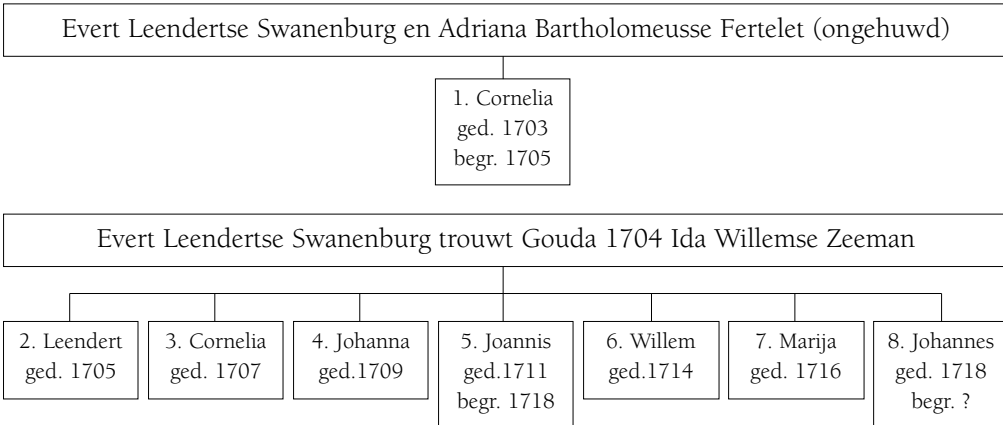 Evert Leendertse Swanenburg en Adriana Bartholomeusse Fertelet (ongehuwd)
1. Cornelia
ged. 1703
begr. 1705
Evert Leendertse Swanenburg trouwt Gouda 1704 Ida Willemse Zeeman
2. Leendert
ged. 1705
3. Cornelia
ged. 1707
4. Johanna
ged.1709
5. Joannis
ged.1711
begr. 1718
6. Willem
ged.1714
7. Marija
ged. 1716
8. Johannes
ged. 1718
begr. ?